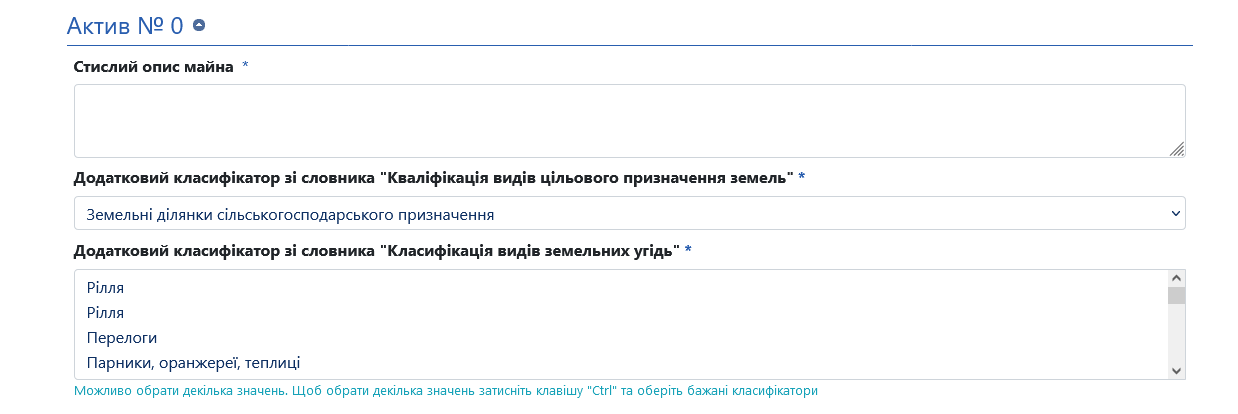 Актив № 0
Стислий опис майна *
Додатковий класифікатор зі словника "Кваліфікація видів цільового призначення земель" *
Земельні ділянки сільськогосподарського призначення
Додатковий класифікатор зі словника "Класифікація видів земельних угідь" *
Рілля
Рілля
Перелоги
Парники, оранжереї, теплиці
Можливо обрати декілька значень. Щоб обрати декілька значень затисніть клавішу "Ctrl" та оберіть бажані класифікатори